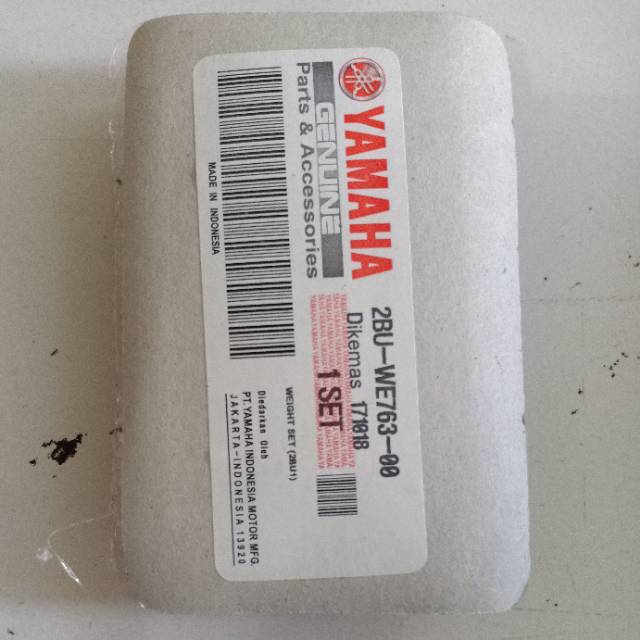 YAMAHA
GENUINE
Parts & Accessories
MADE IN INDONESIA
2BU-WE763-00
Dikemas 171018
1 SET
WEIGHT SET (2BU1)
Diedarkan Oleh
PT.YAMAHA INDONESIA MOTOR MFG.
JAKARTA-INDONESIA 13920